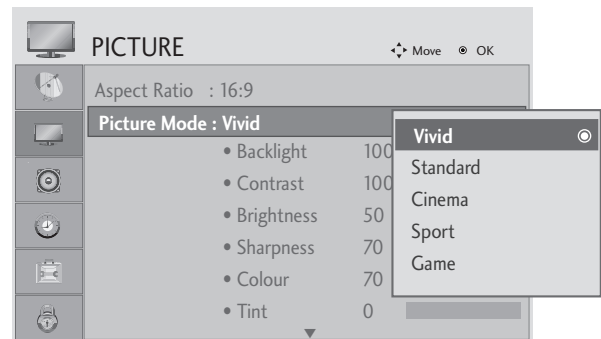 PICTURE
Move OK
Aspect Ratio : 16:9
Picture Mode : Vivid
• Backlight 100
• Contrast 100
• Brightness 50
• Sharpness 70
• Colour 70
• Tint 0
Vivid
Standard
Cinema
Sport
Game